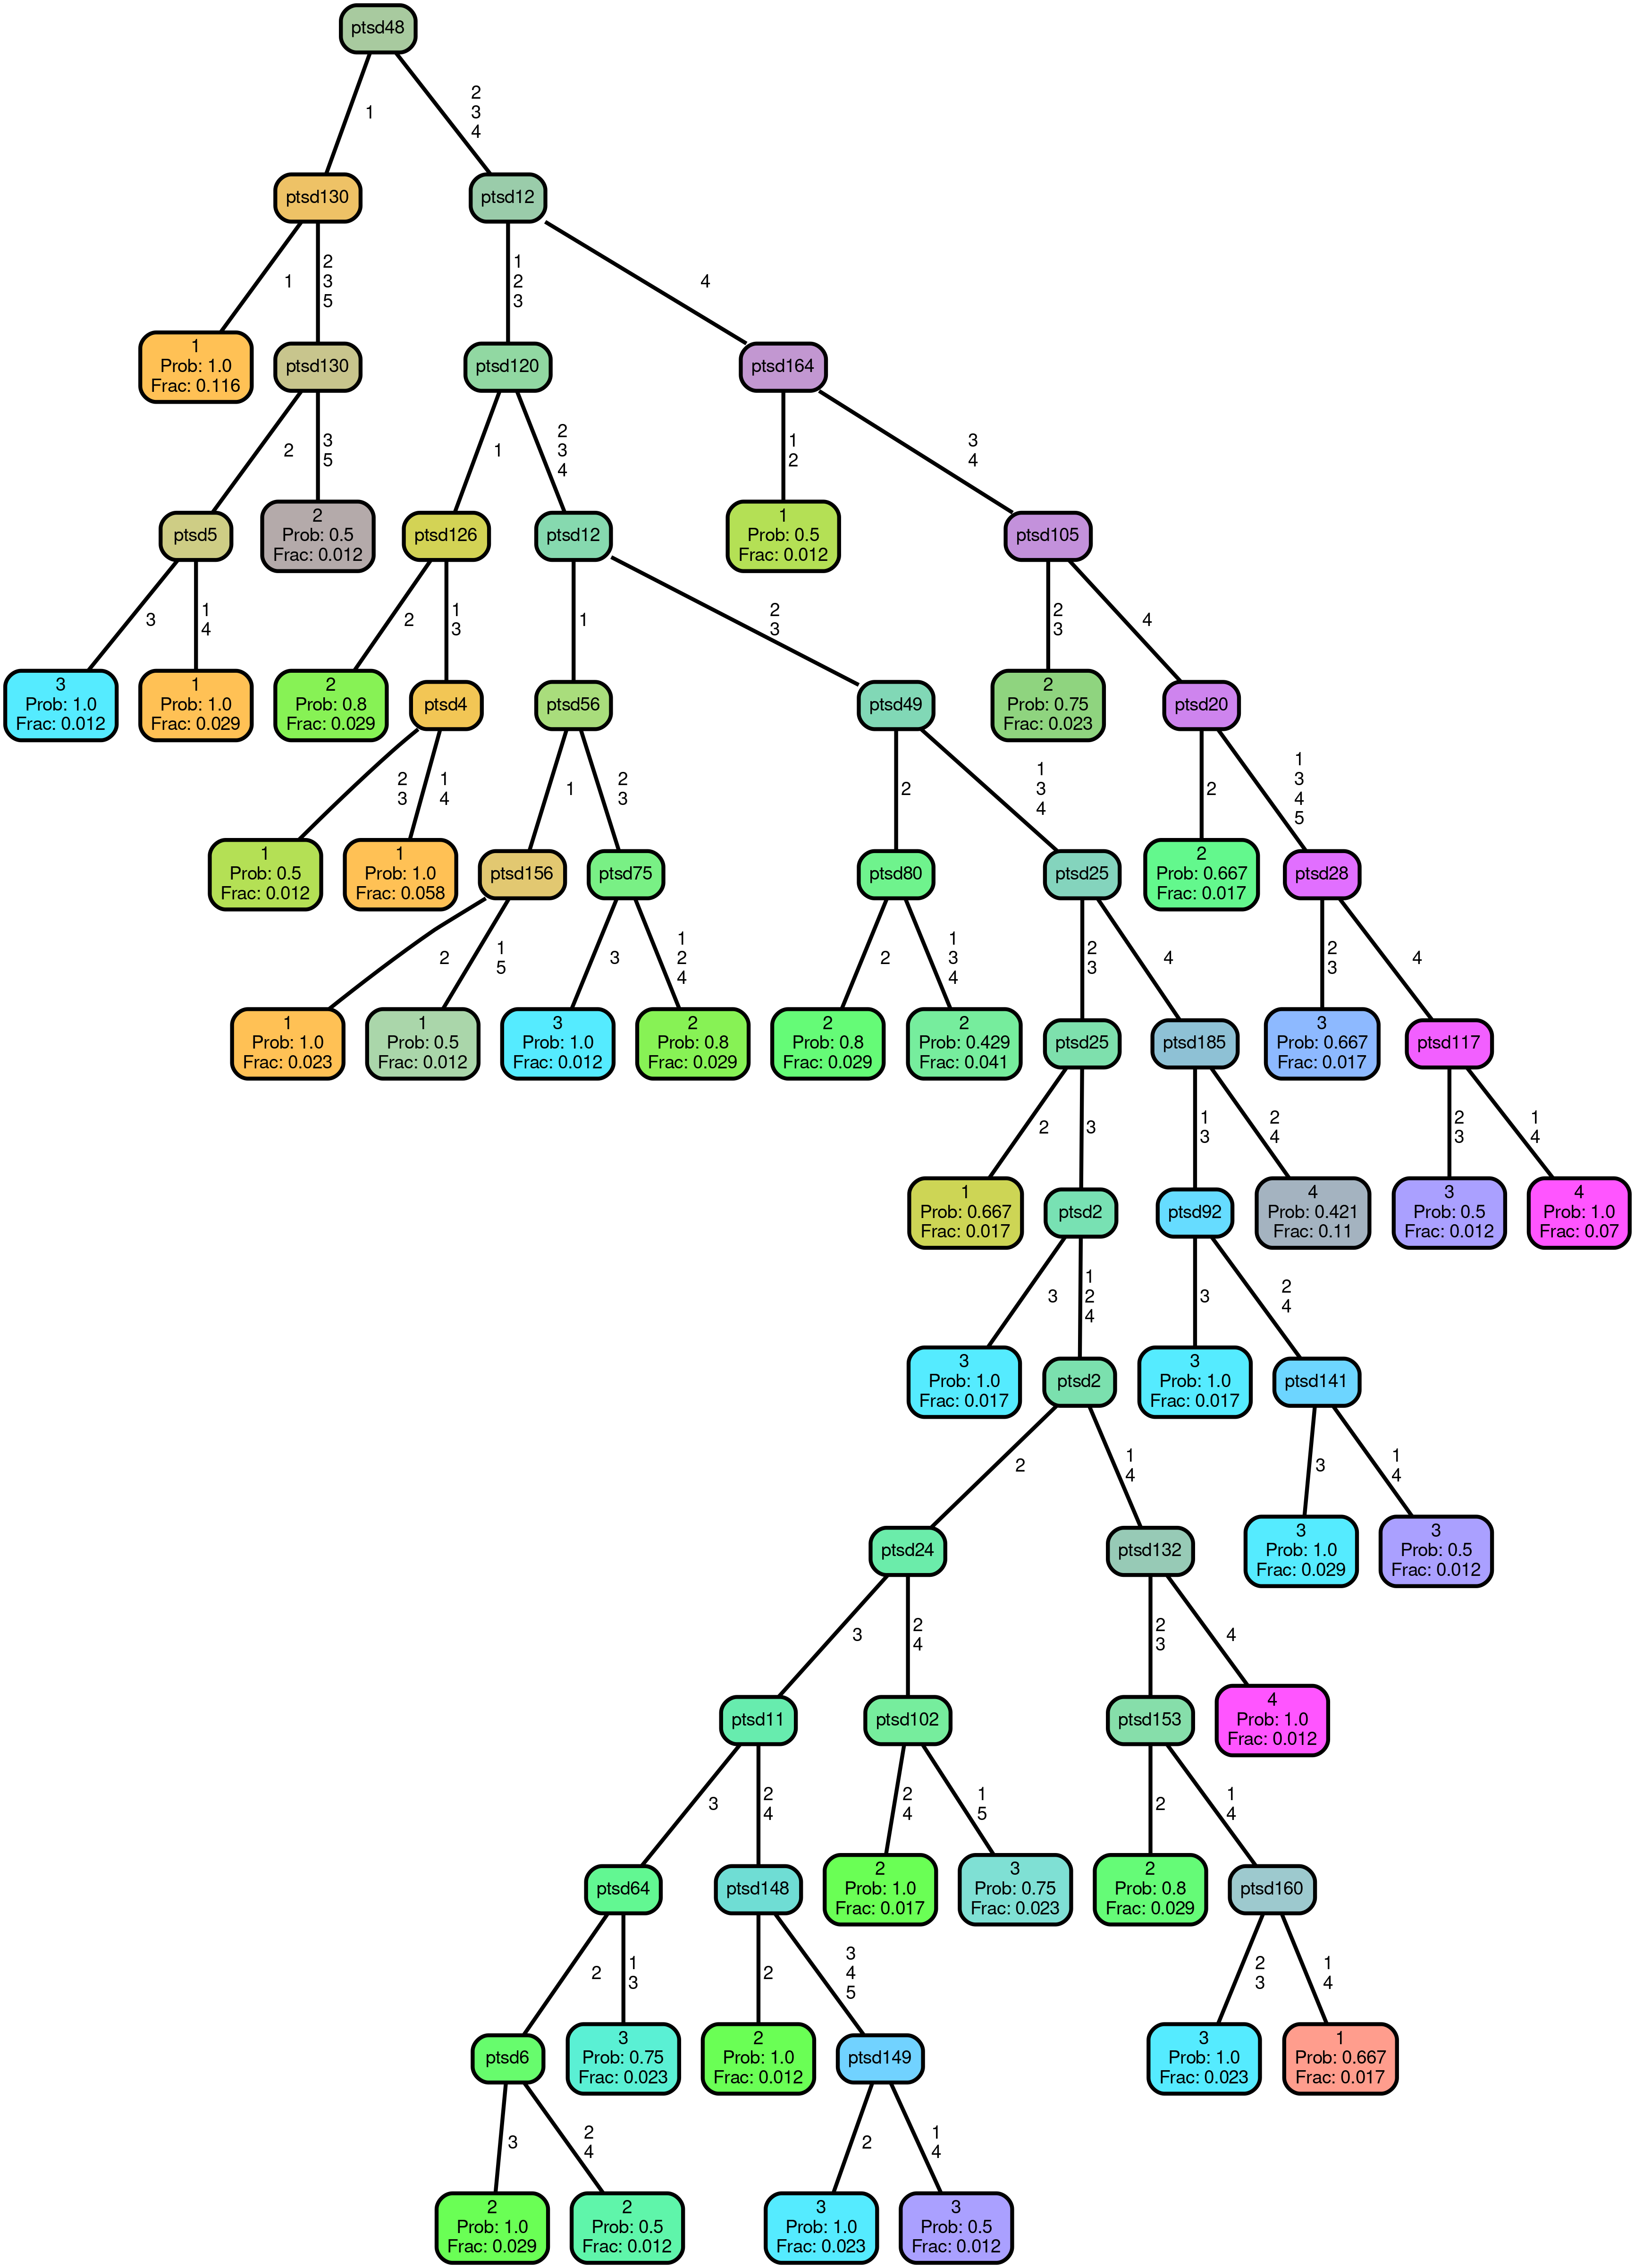 ptsd48
1
2
3
4
ptsd130
ptsd12
1
2
3
5
1
2
3
4
1
Prob: 1.0
Frac: 0.116
ptsd130
ptsd120
ptsd164
2
3
5
1
2
3
4
1
2
3
4
ptsd5
2
Prob: 0.5
Frac: 0.012
ptsd126
ptsd12
1
Prob: 0.5
Frac: 0.012
ptsd105
3
1
4
2
1
3
1
2
3
2
3
4
3
Prob: 1.0
Frac: 0.012
1
Prob: 1.0
Frac: 0.029
2
Prob: 0.8
Frac: 0.029
ptsd4
ptsd56
ptsd49
2
Prob: 0.75
Frac: 0.023
ptsd20
2
3
1
4
1
2
3
2
1
3
4
2
1
3
4
5
1
Prob: 0.5
Frac: 0.012
1
Prob: 1.0
Frac: 0.058
ptsd156
ptsd75
ptsd80
ptsd25
2
Prob: 0.667
Frac: 0.017
ptsd28
2
1
5
3
1
2
4
2
1
3
4
2
3
4
2
3
4
1
Prob: 1.0
Frac: 0.023
1
Prob: 0.5
Frac: 0.012
3
Prob: 1.0
Frac: 0.012
2
Prob: 0.8
Frac: 0.029
2
Prob: 0.8
Frac: 0.029
2
Prob: 0.429
Frac: 0.041
ptsd25
ptsd185
3
Prob: 0.667
Frac: 0.017
ptsd117
2
3
1
3
2
4
2
3
1
4
1
Prob: 0.667
Frac: 0.017
ptsd2
ptsd92
4
Prob: 0.421
Frac: 0.11
3
Prob: 0.5
Frac: 0.012
4
Prob: 1.0
Frac: 0.07
3
1
2
4
3
2
4
3
Prob: 1.0
Frac: 0.017
ptsd2
3
Prob: 1.0
Frac: 0.017
ptsd141
2
1
4
3
1
4
ptsd24
ptsd132
3
Prob: 1.0
Frac: 0.029
3
Prob: 0.5
Frac: 0.012
3
2
4
2
3
4
ptsd11
ptsd102
ptsd153
4
Prob: 1.0
Frac: 0.012
3
2
4
2
4
1
5
2
1
4
ptsd64
ptsd148
2
Prob: 1.0
Frac: 0.017
3
Prob: 0.75
Frac: 0.023
2
Prob: 0.8
Frac: 0.029
ptsd160
2
1
3
2
3
4
5
2
3
1
4
ptsd6
3
Prob: 0.75
Frac: 0.023
2
Prob: 1.0
Frac: 0.012
ptsd149
3
Prob: 1.0
Frac: 0.023
1
Prob: 0.667
Frac: 0.017
3
2
4
2
1
4
2
Prob: 1.0
Frac: 0.029
2
Prob: 0.5
Frac: 0.012
3
Prob: 1.0
Frac: 0.023
3
Prob: 0.5
Frac: 0.012